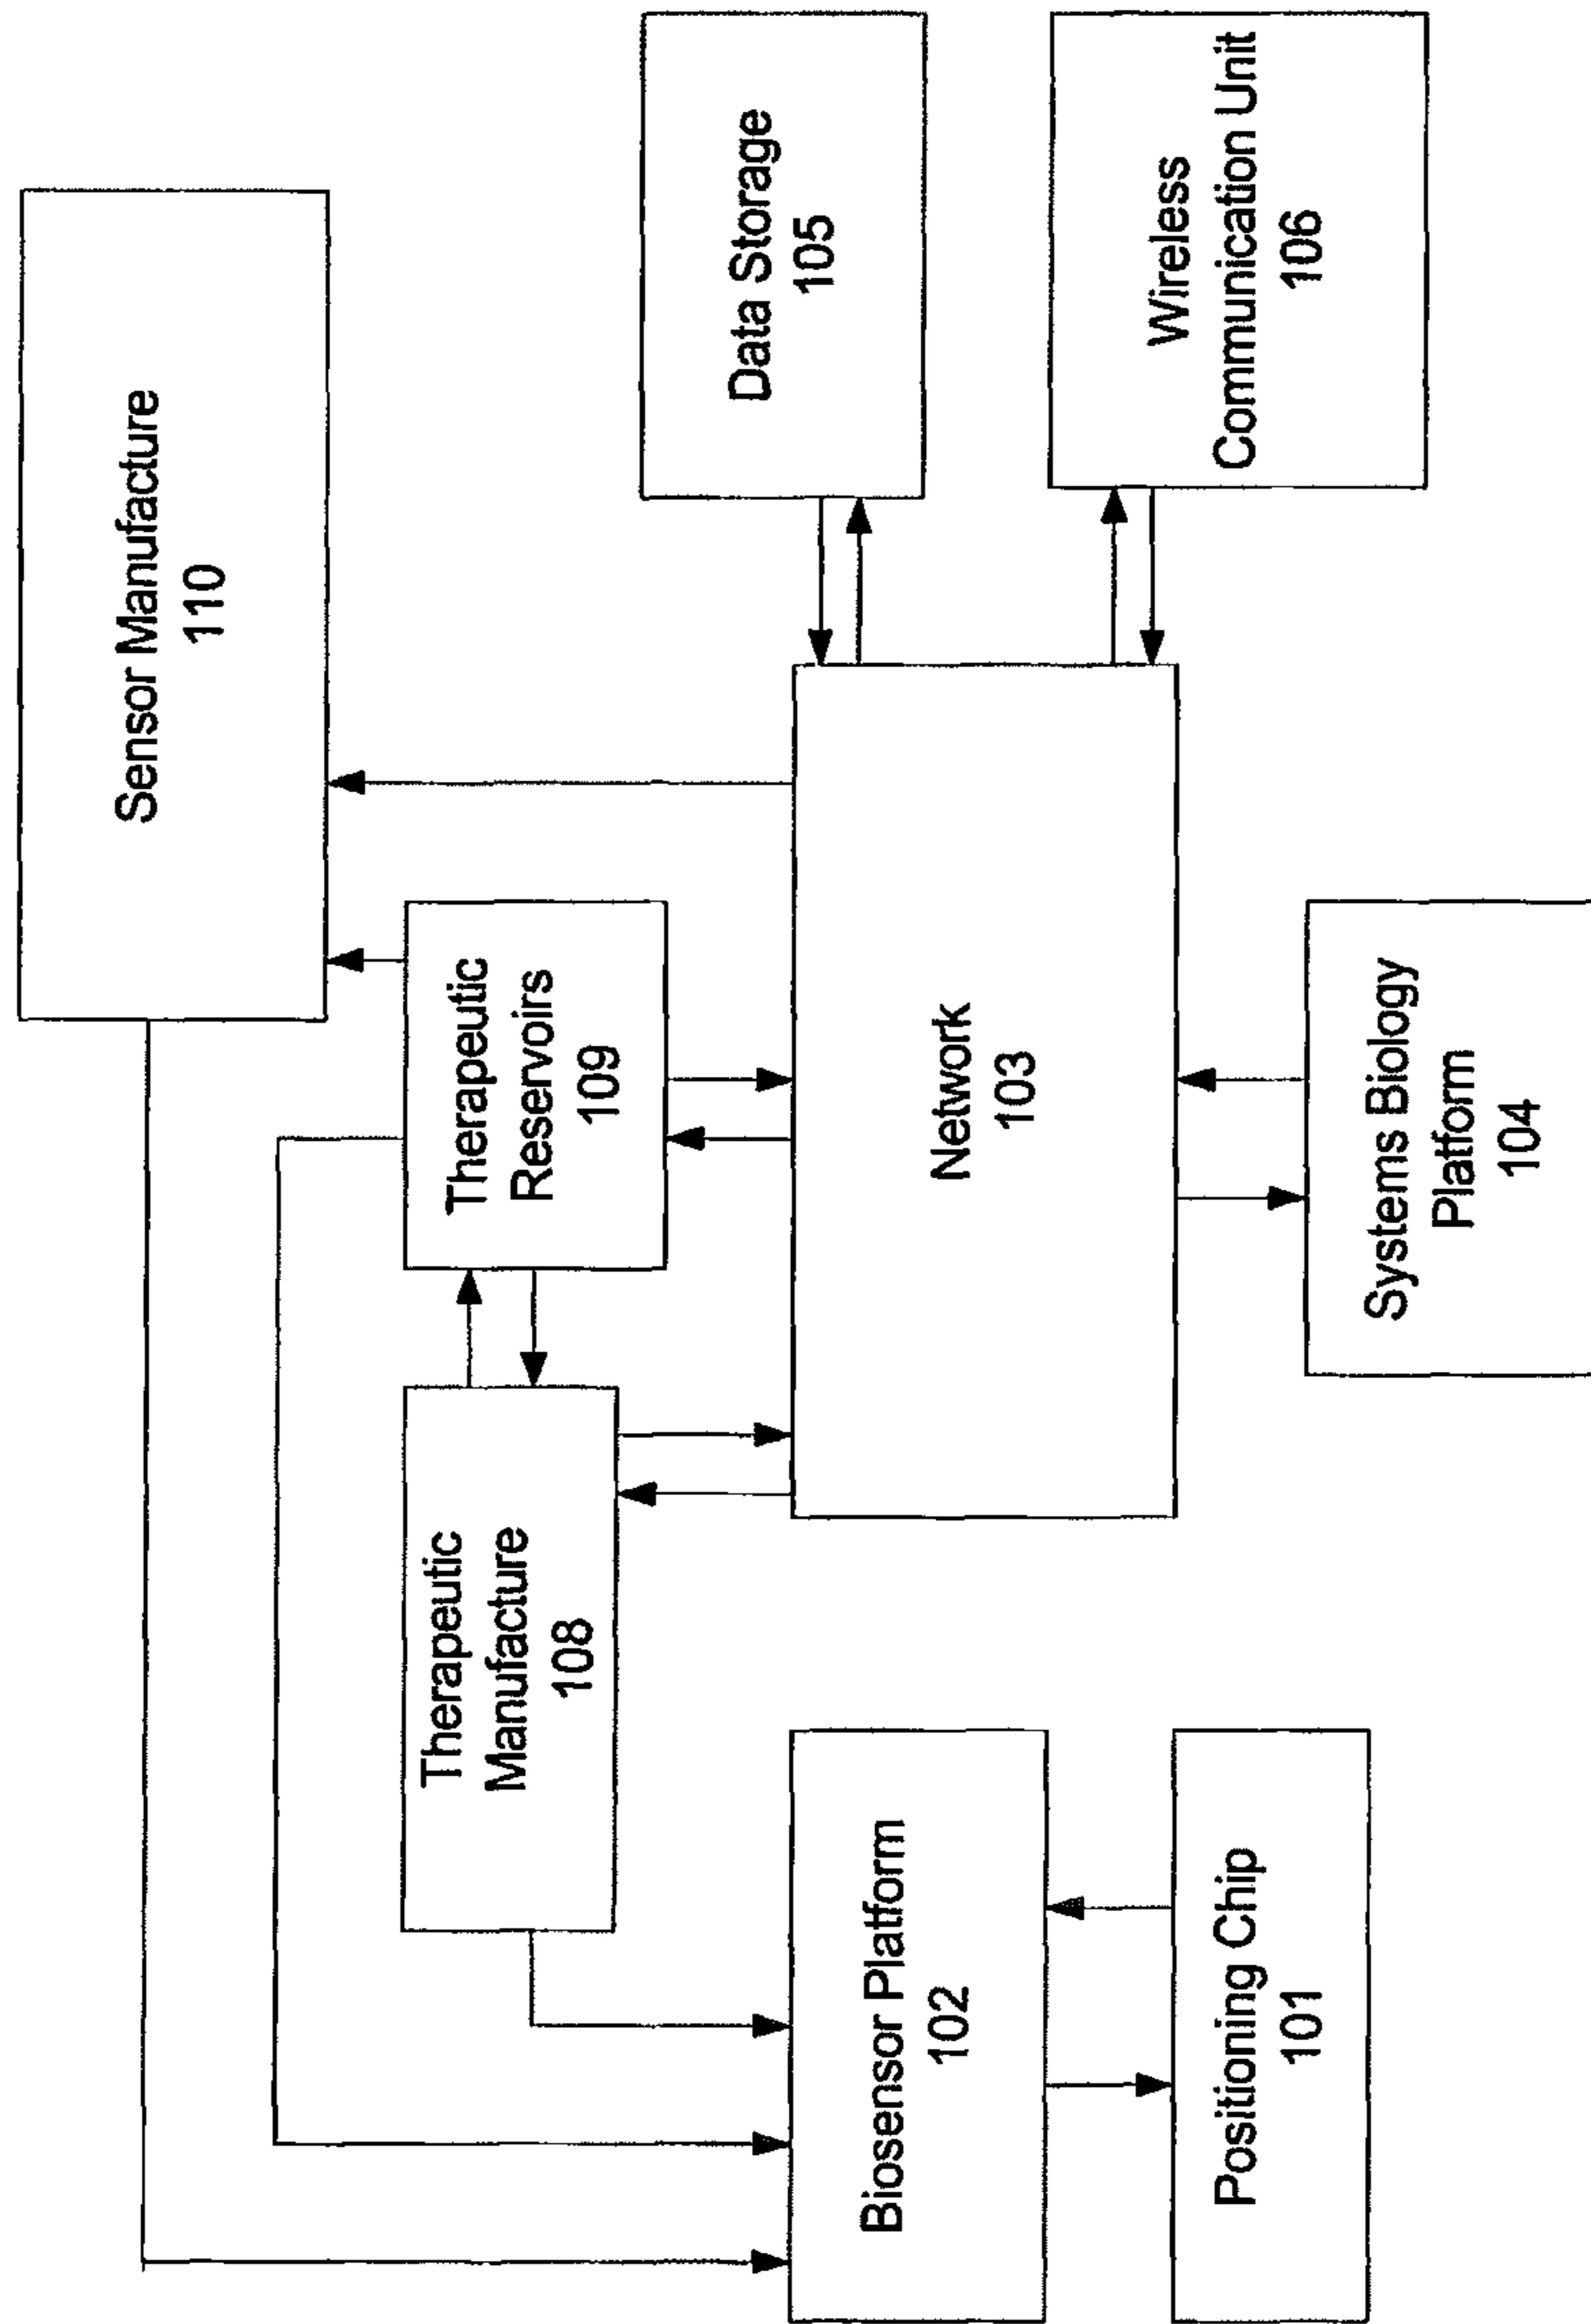 Sensor Manufacture
110
Data Storage
105
Wireless
Communication Unit
106
Therapeutic
Reservoirs
109
Network
103
Systems Biology
Platform
104
Therapeutic
Manufacture
108
Biosensor Platform
102
Positioning Chip
101